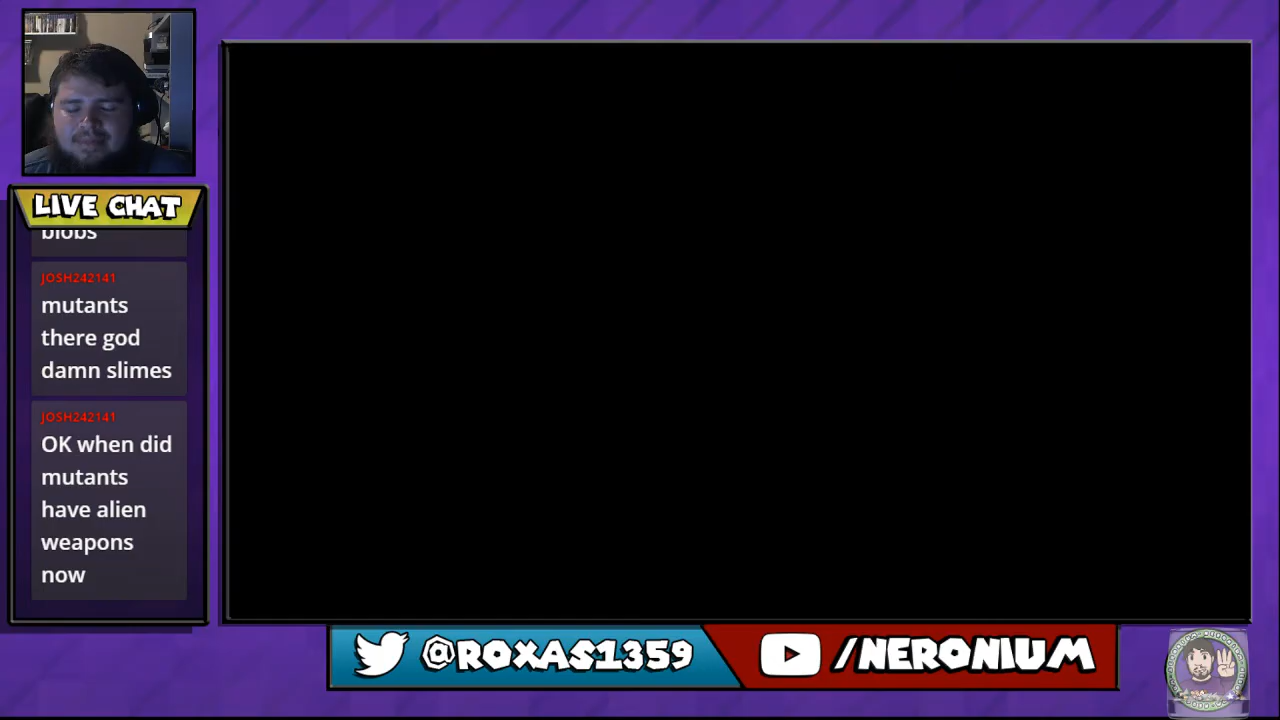 LIVE CHAT
blobs
JOSH242141
mutants
there god
damn slimes
JOSH242141
OK when did
mutants
have alien
weapons
now
@ROXAS1359
/NERONIUM